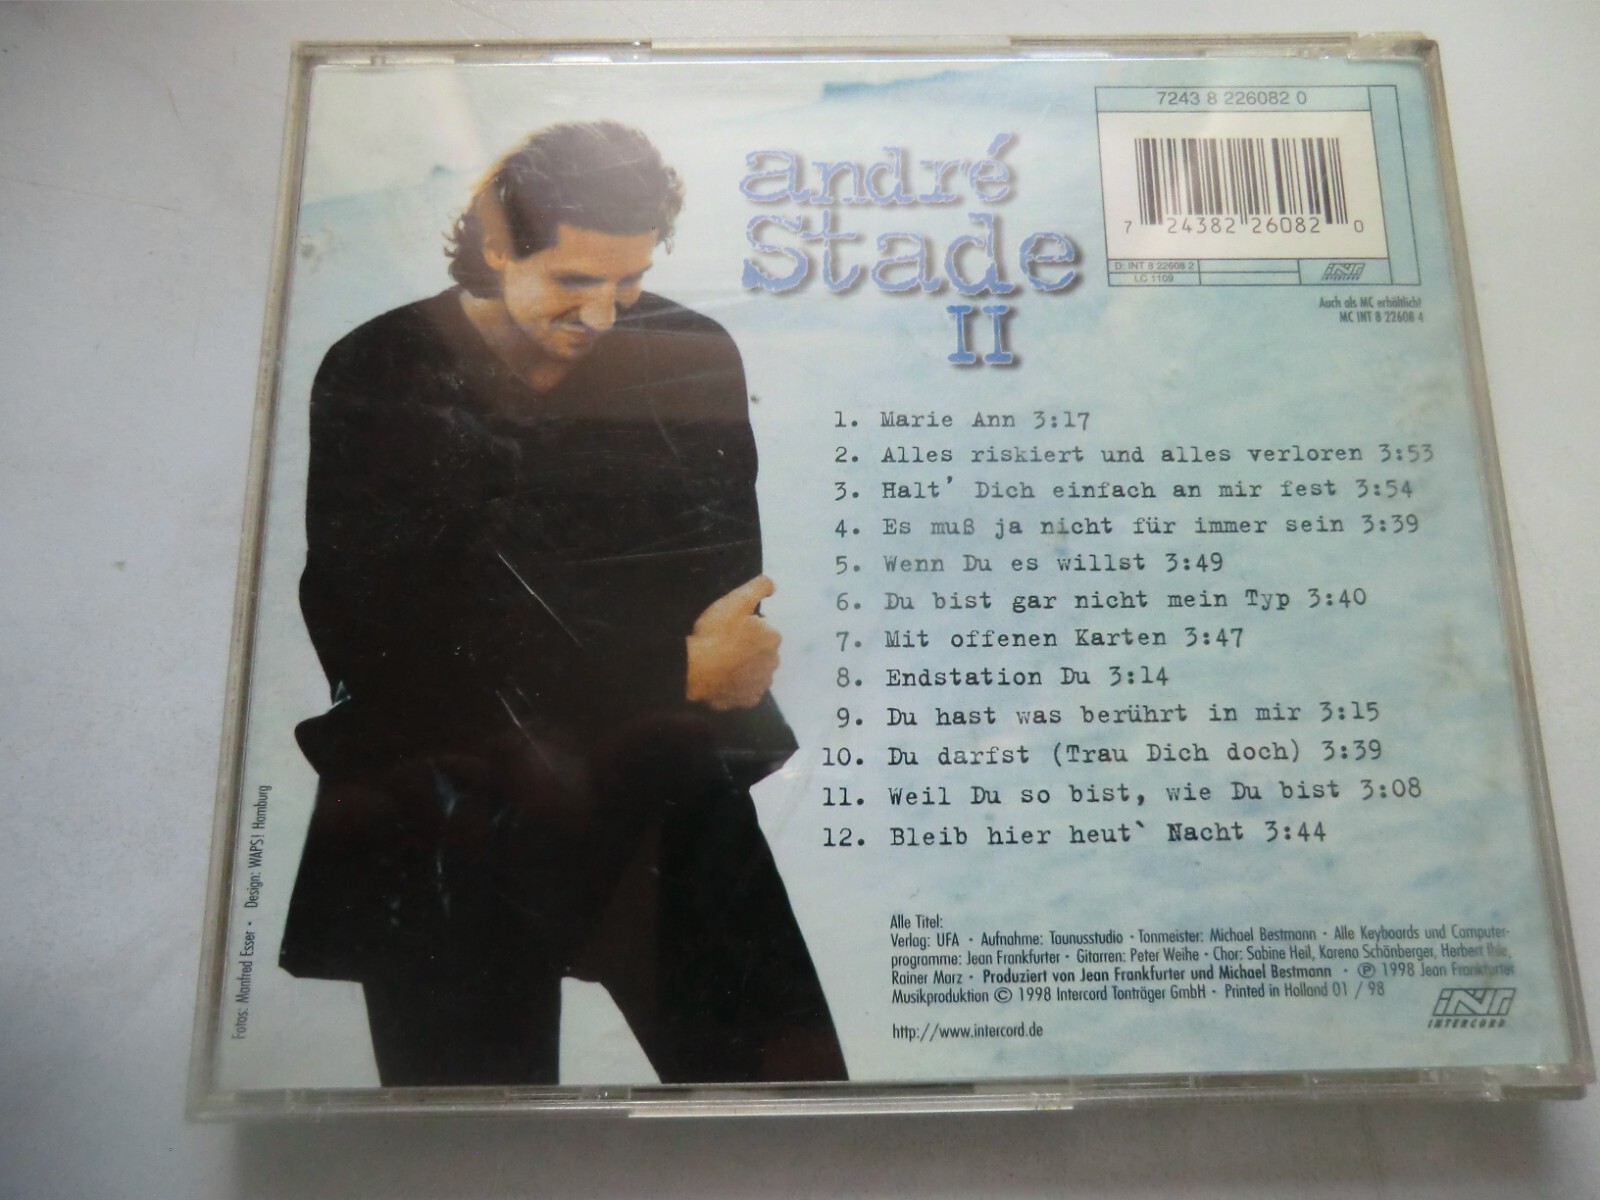 andré
Stade
II
7243 8 226082 0
7 24382 26082 0
D: INT 8 22608 2
LC 1109
INT
INTERCORD
Auch als MC erhältlich!
MC INT 8 22608 4
1. Marie Ann 3:17
2. Alles riskiert und alles verloren 3:53
3. Halt' Dich einfach an mir fest 3:54
4. Es muß ja nicht für immer sein 3:39
5. Wenn Du es willst 3:49
6. Du bist gar nicht mein Typ 3:40
7. Mit offenen Karten 3:47
8. Endstation Du 3:14
9. Du hast was berührt in mir 3:15
10. Du darfst (Trau Dich doch) 3:39
11. Weil Du so bist, wie Du bist 3:08
12. Bleib hier heut` Nacht 3:44
Alle Titel:
Verlag: UFA · Aufnahme: Taunusstudio · Tonmeister: Michael Bestmann · Alle Keyboards und Computer-
programme: Jean Frankfurter · Gitarren: Peter Weihe · Chor: Sabine Heil, Karena Schönberger, Herbert Ihle,
Rainer Marz · Produziert von Jean Frankfurter und Michael Bestmann · ℗ 1998 Jean Frankfurter
Musikproduktion © 1998 Intercord Tonträger GmbH · Printed in Holland 01 / 98
http://www.intercord.de
INT
INTERCORD
Fotos: Manfred Esser · Design: WAPS! Hamburg